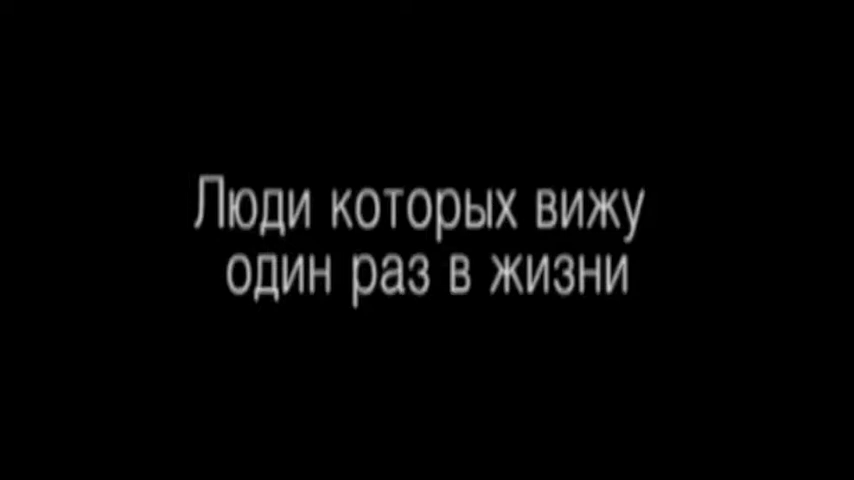 Люди которых вижу
один раз в жизни